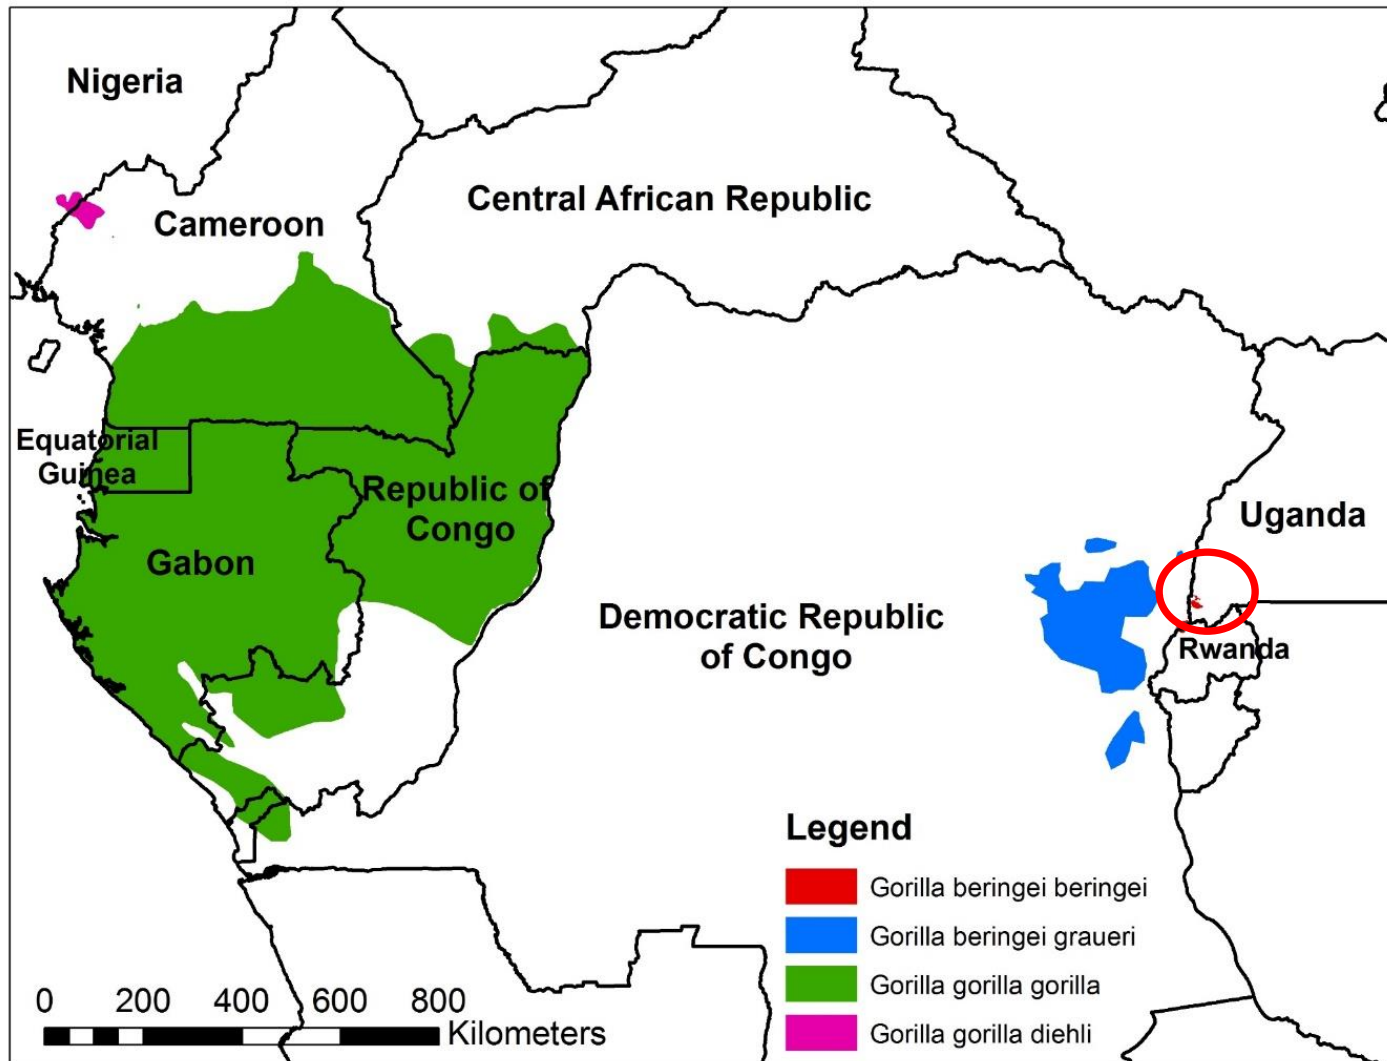 Nigeria
Cameroon
Central African Republic
Equatorial
Guinea
Republic of
Congo
Gabon
Uganda
Democratic Republic
of Congo
Rwanda
Legend
Gorilla beringei beringei
Gorilla beringei graueri
Gorilla gorilla gorilla
Gorilla gorilla diehli
0 200 400 600 800
Kilometers